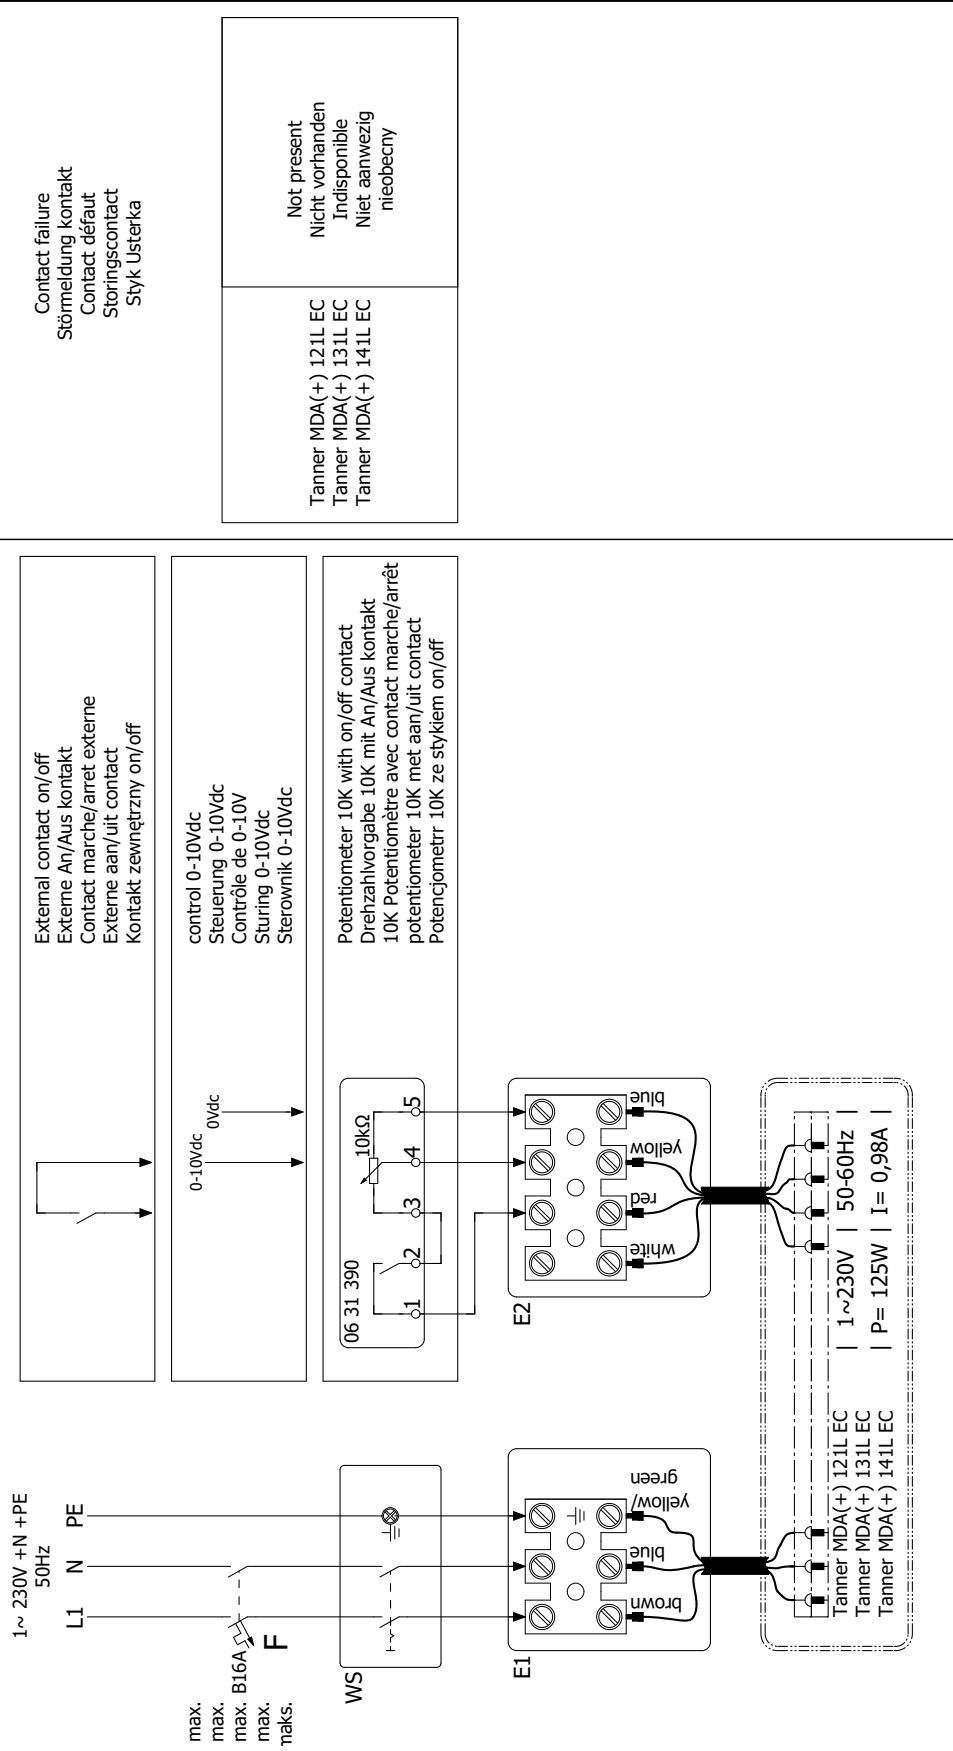 1~ 230V +N +PE
50Hz
L1
N
PE
max.
max.
max. B16A
max.
maks.
F
WS
E1
brown
blue
yellow/
green
External contact on/off
Externe An/Aus kontakt
Contact marche/arret externe
Externe aan/uit contact
Kontakt zewnętrzny on/off
0-10Vdc
0Vdc
control 0-10Vdc
Steuerung 0-10Vdc
Contrôle de 0-10V
Sturing 0-10Vdc
Sterownik 0-10Vdc
06 31 390
1
2
3
4
5
10kΩ
Potentiometer 10K with on/off contact
Drehzahlvorgabe 10K mit An/Aus kontakt
10K Potentiomètre avec contact marche/arrêt
potentiometer 10K met aan/uit contact
Potencjometrr 10K ze stykiem on/off
E2
white
red
yellow
blue
Tanner MDA(+) 121L EC | 1~230V | 50-60Hz |
Tanner MDA(+) 131L EC
Tanner MDA(+) 141L EC | P= 125W | I= 0,98A |
Contact failure
Störmeldung kontakt
Contact défaut
Storingscontact
Styk Usterka
Tanner MDA(+) 121L EC
Tanner MDA(+) 131L EC
Tanner MDA(+) 141L EC
Not present
Nicht vorhanden
Indisponible
Niet aanwezig
nieobecny